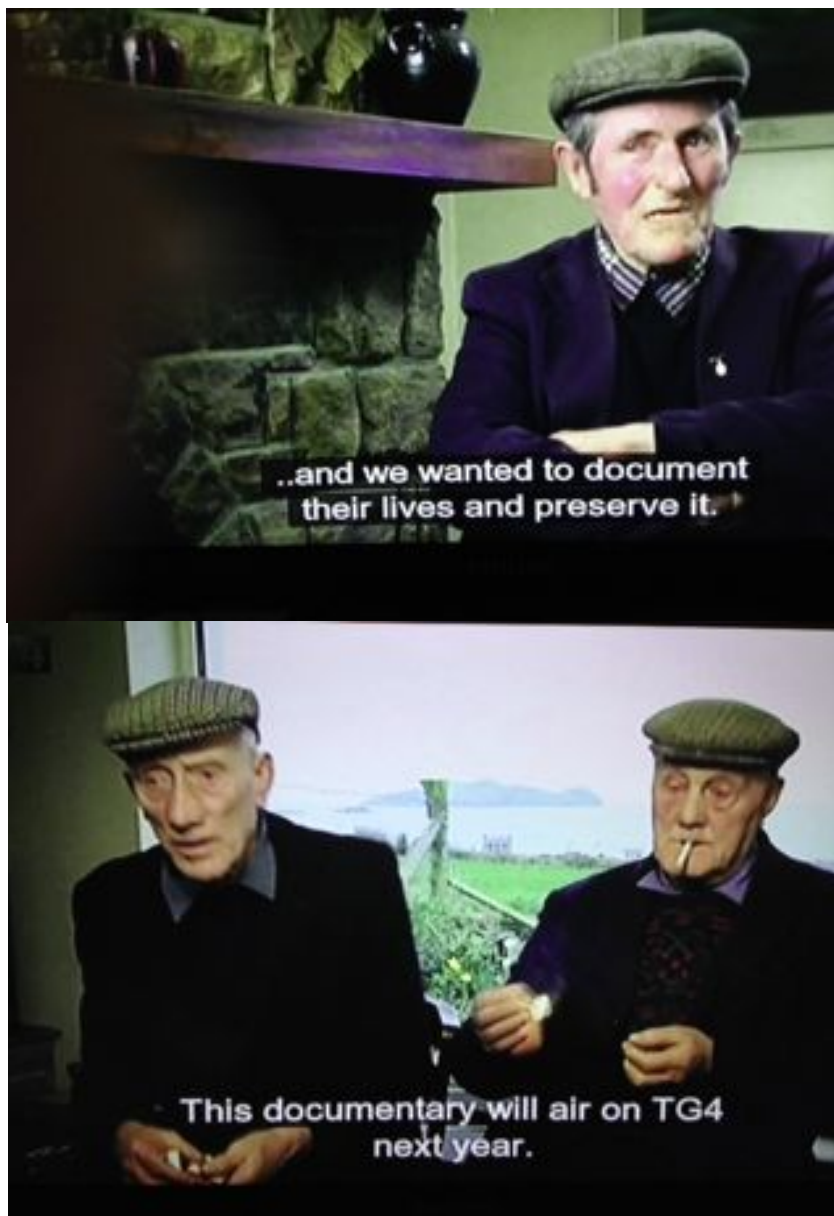 ..and we wanted to document
their lives and preserve it.
This documentary will air on TG4
next year.